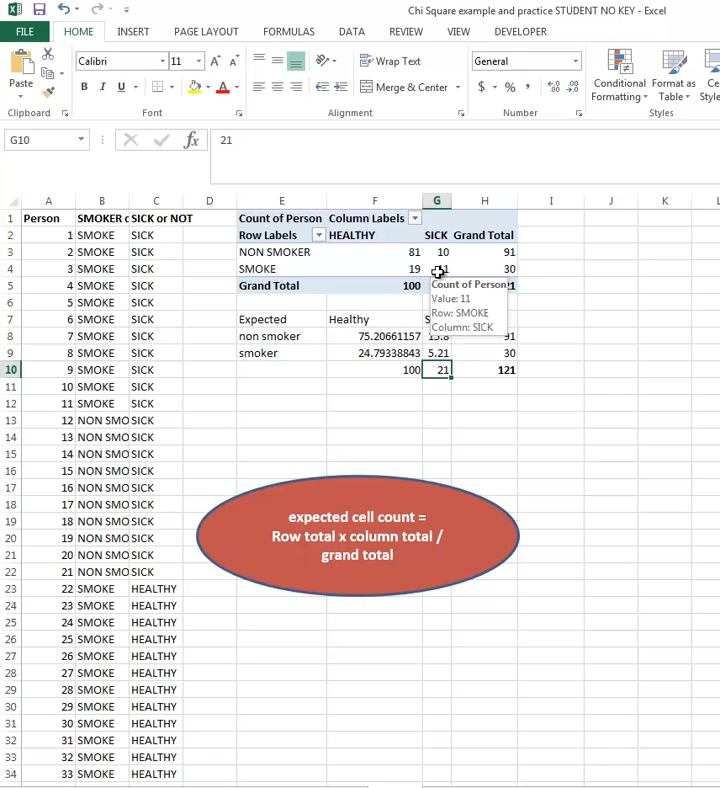 Chi Square example and practice STUDENT NO KEY - Excel
FILE HOME INSERT PAGE LAYOUT FORMULAS DATA REVIEW VIEW DEVELOPER
Calibri 11 Wrap Text General
Paste B I U Merge & Center $ % , Conditional Formatting Format as Table
Clipboard Font Alignment Number Styles
G10 fx 21
A B C D E F G H I J K
1 Person SMOKER SICK or NOT Count of Person Column Labels
2 1 SMOKE SICK Row Labels HEALTHY SICK Grand Total
3 2 SMOKE SICK NON SMOKER 81 10 91
4 3 SMOKE SICK SMOKE 19 30
5 4 SMOKE SICK Grand Total 100
Count of Person
Value: 11
Row: SMOKE
Column: SICK
6 5 SMOKE SICK
7 6 SMOKE SICK Expected Healthy
8 7 SMOKE SICK non smoker 75.20661157 91
9 8 SMOKE SICK smoker 24.79338843 5.21 30
10 9 SMOKE SICK 100 21 121
11 10 SMOKE SICK
12 11 SMOKE SICK
13 12 NON SMO SICK
14 13 NON SMO SICK
15 14 NON SMO SICK
16 15 NON SMO SICK
17 16 NON SMO SICK
18 17 NON SMO SICK
19 18 NON SMO SICK
20 19 NON SMO SICK
21 20 NON SMO SICK
22 21 NON SMO SICK
23 22 SMOKE HEALTHY
24 23 SMOKE HEALTHY
25 24 SMOKE HEALTHY
26 25 SMOKE HEALTHY
27 26 SMOKE HEALTHY
28 27 SMOKE HEALTHY
29 28 SMOKE HEALTHY
30 29 SMOKE HEALTHY
31 30 SMOKE HEALTHY
32 31 SMOKE HEALTHY
33 32 SMOKE HEALTHY
34 33 SMOKE HEALTHY
expected cell count =
Row total x column total /
grand total